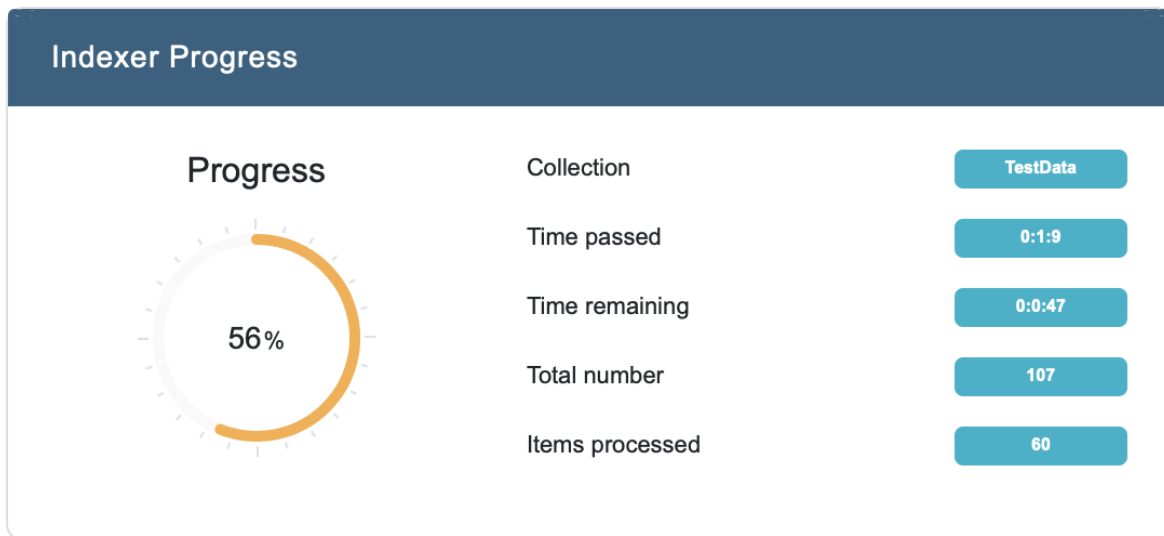 Indexer Progress
Progress
56%
Collection TestData
Time passed 0:1:9
Time remaining 0:0:47
Total number 107
Items processed 60